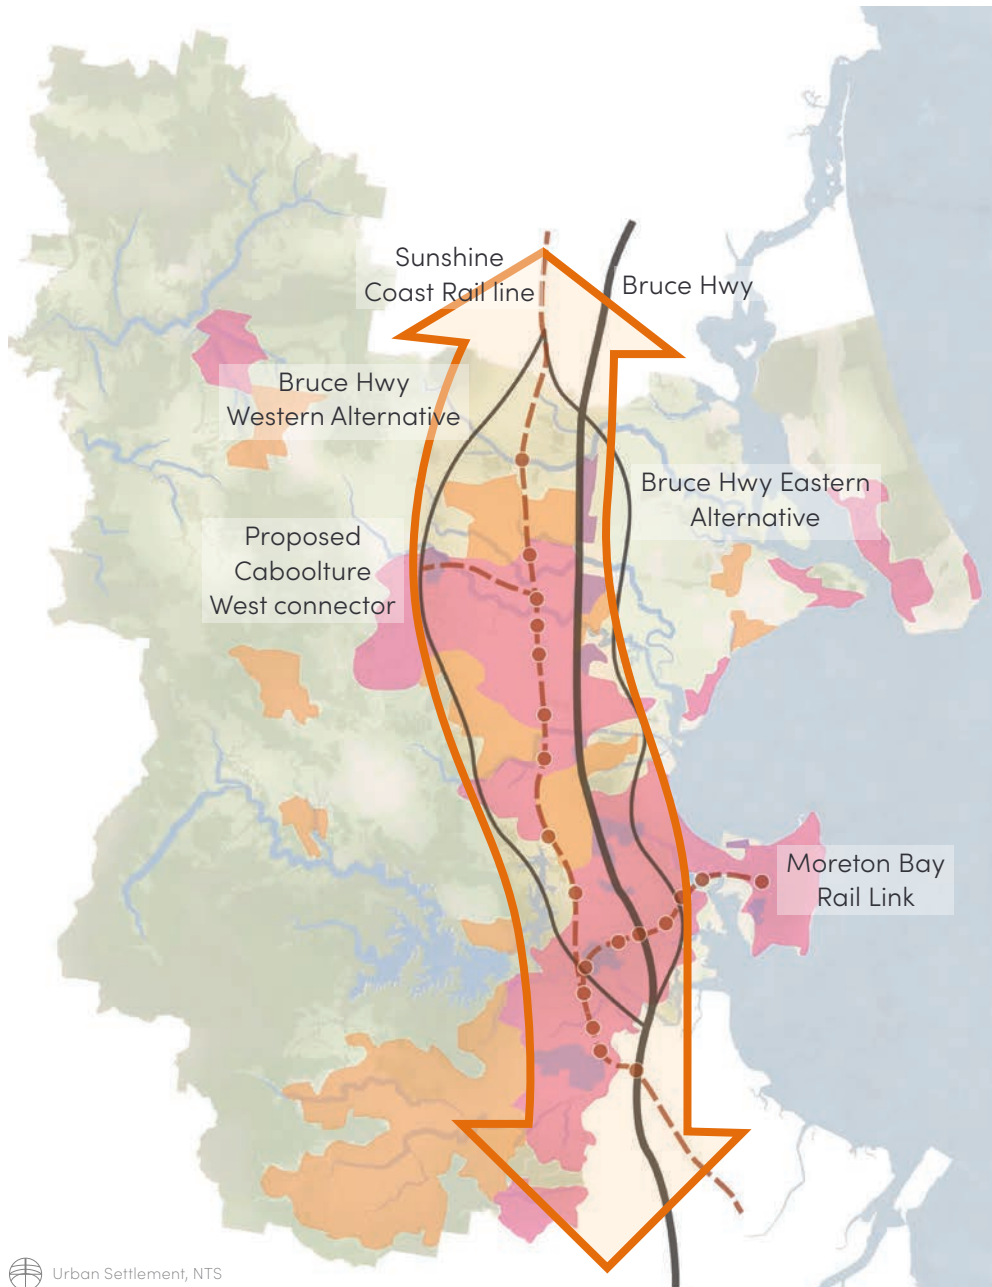 Sunshine
Coast Rail line
Bruce Hwy
Bruce Hwy
Western Alternative
Bruce Hwy Eastern
Alternative
Proposed
Caboolture
West connector
Moreton Bay
Rail Link
Urban Settlement, NTS